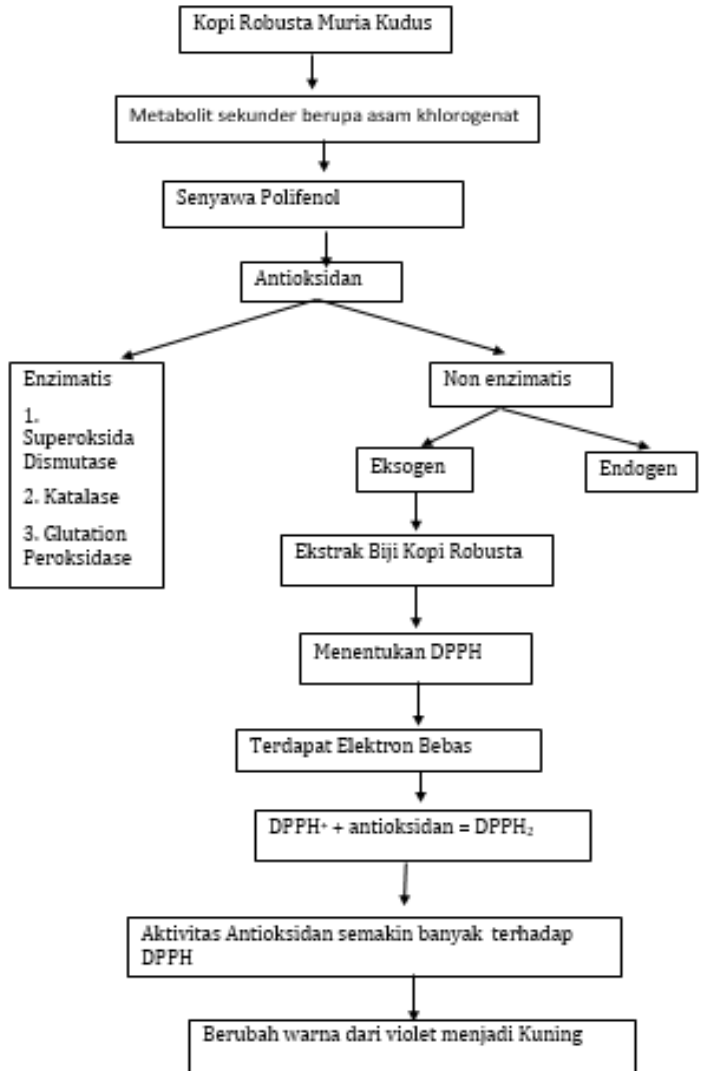 Kopi Robusta Muria Kudus
Metabolit sekunder berupa asam khlorogenat
Senyawa Polifenol
Antioksidan
Enzimatis
1.
Superoksida
Dismutase
2. Katalase
3. Glutation
Peroksidase
Non enzimatis
Eksogen
Endogen
Ekstrak Biji Kopi Robusta
Menentukan DPPH
Terdapat Elektron Bebas
DPPH⁺ + antioksidan = DPPH₂
Aktivitas Antioksidan semakin banyak terhadap
DPPH
Berubah warna dari violet menjadi Kuning